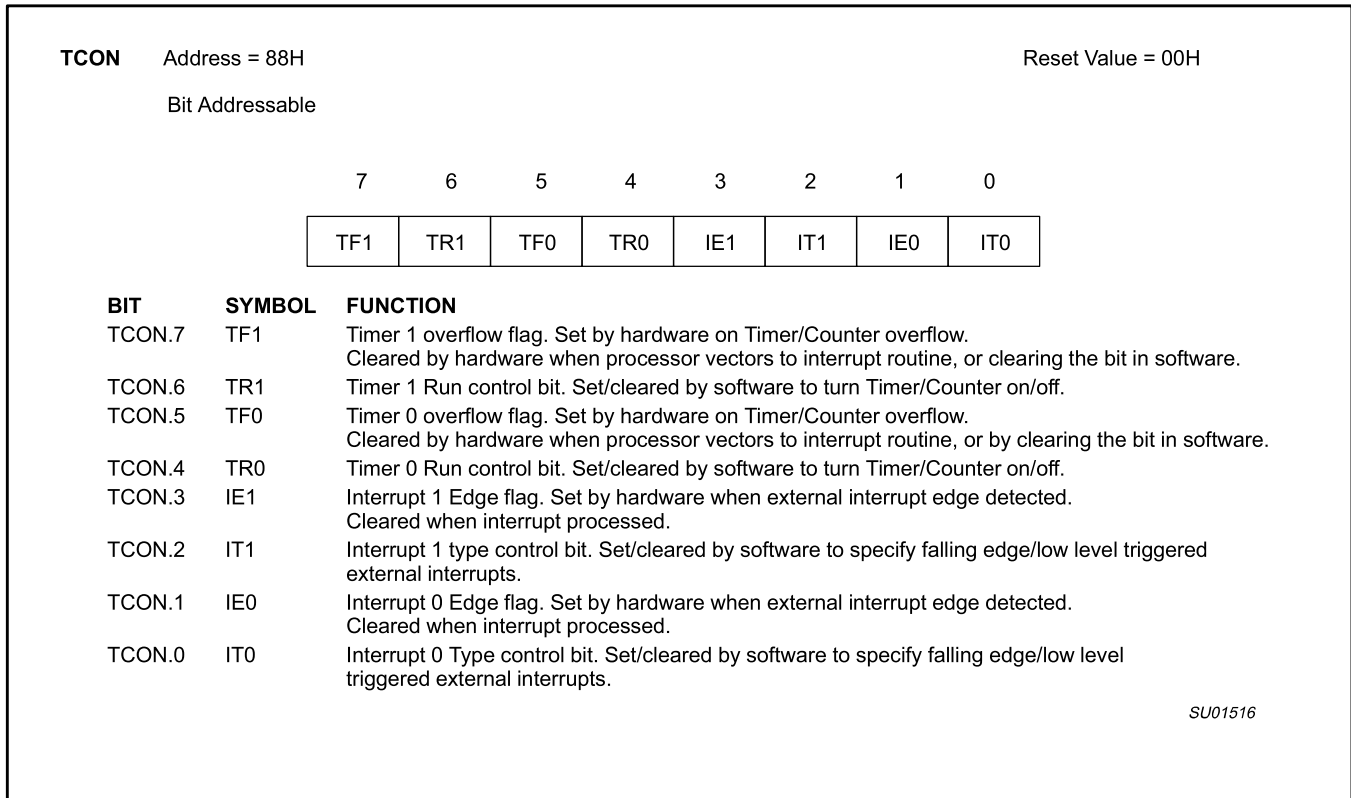 TCON Address = 88H Reset Value = 00H
Bit Addressable
7 6 5 4 3 2 1 0
TF1 TR1 TF0 TR0 IE1 IT1 IE0 IT0
BIT SYMBOL FUNCTION
TCON.7 TF1 Timer 1 overflow flag. Set by hardware on Timer/Counter overflow.
Cleared by hardware when processor vectors to interrupt routine, or clearing the bit in software.
TCON.6 TR1 Timer 1 Run control bit. Set/cleared by software to turn Timer/Counter on/off.
TCON.5 TF0 Timer 0 overflow flag. Set by hardware on Timer/Counter overflow.
Cleared by hardware when processor vectors to interrupt routine, or by clearing the bit in software.
TCON.4 TR0 Timer 0 Run control bit. Set/cleared by software to turn Timer/Counter on/off.
TCON.3 IE1 Interrupt 1 Edge flag. Set by hardware when external interrupt edge detected.
Cleared when interrupt processed.
TCON.2 IT1 Interrupt 1 type control bit. Set/cleared by software to specify falling edge/low level triggered
external interrupts.
TCON.1 IE0 Interrupt 0 Edge flag. Set by hardware when external interrupt edge detected.
Cleared when interrupt processed.
TCON.0 IT0 Interrupt 0 Type control bit. Set/cleared by software to specify falling edge/low level
triggered external interrupts.
SU01516